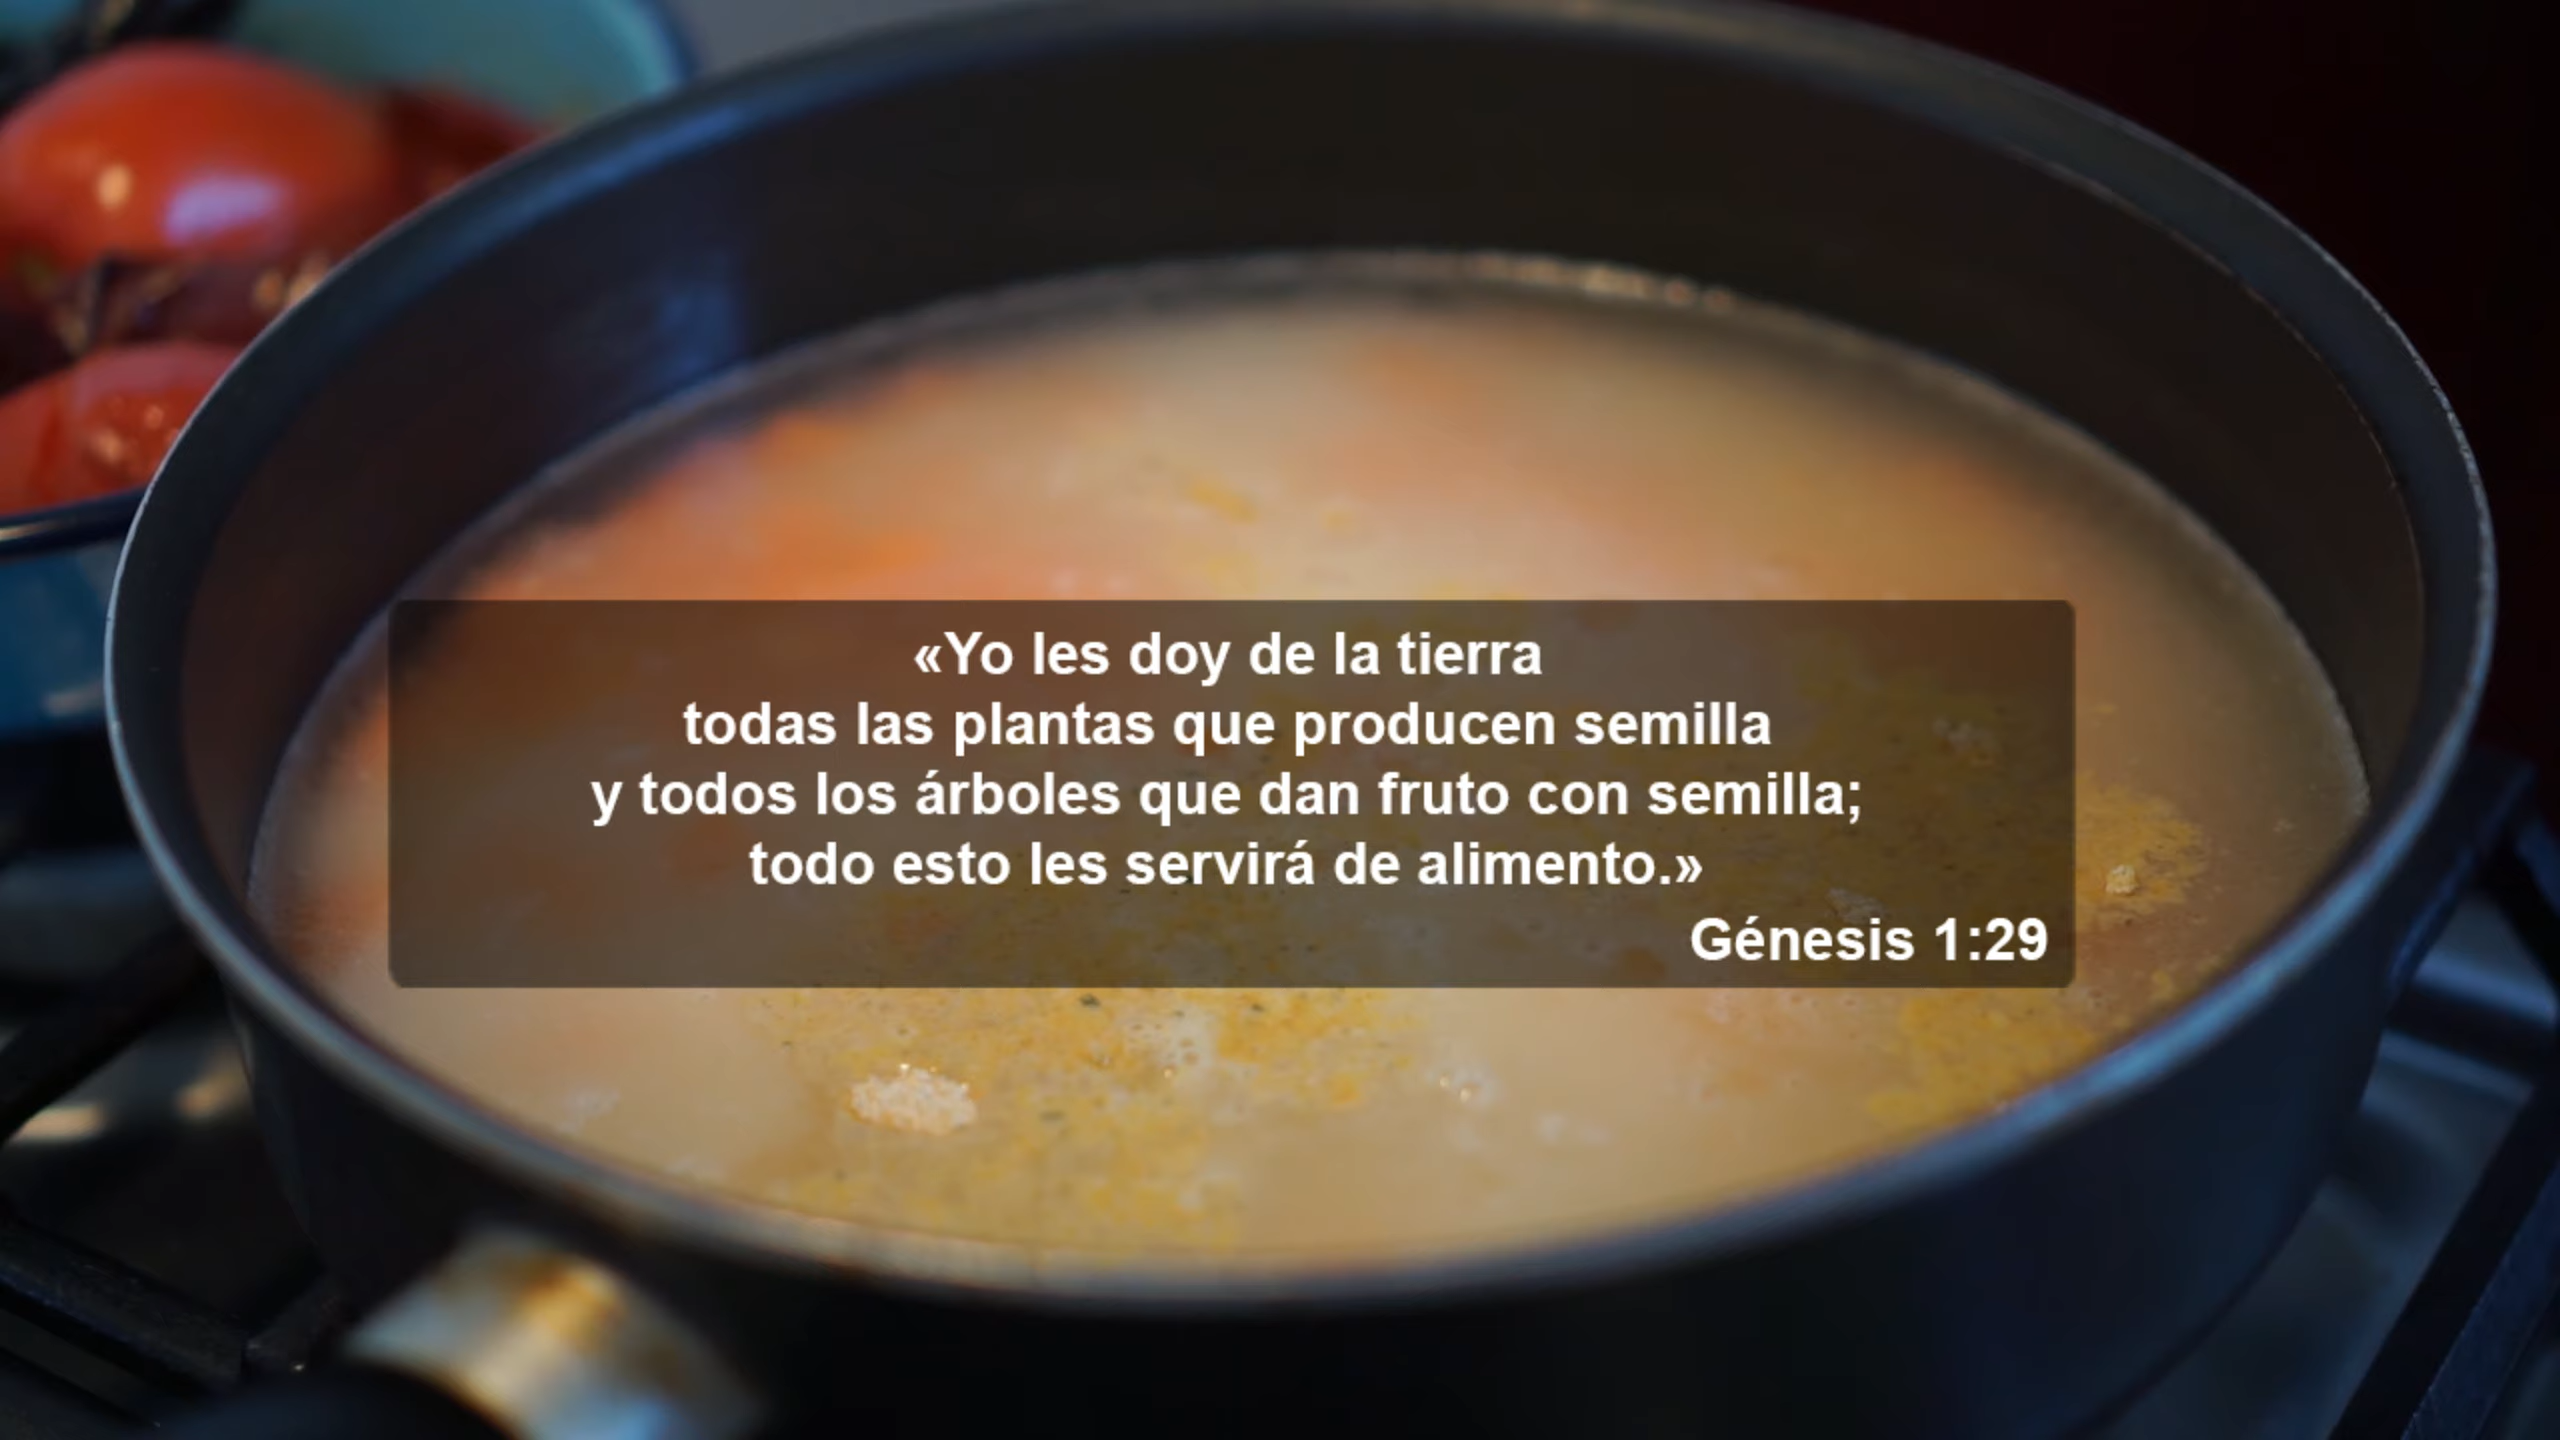 «Yo les doy de la tierra
todas las plantas que producen semilla
y todos los árboles que dan fruto con semilla;
todo esto les servirá de alimento.»
Génesis 1:29